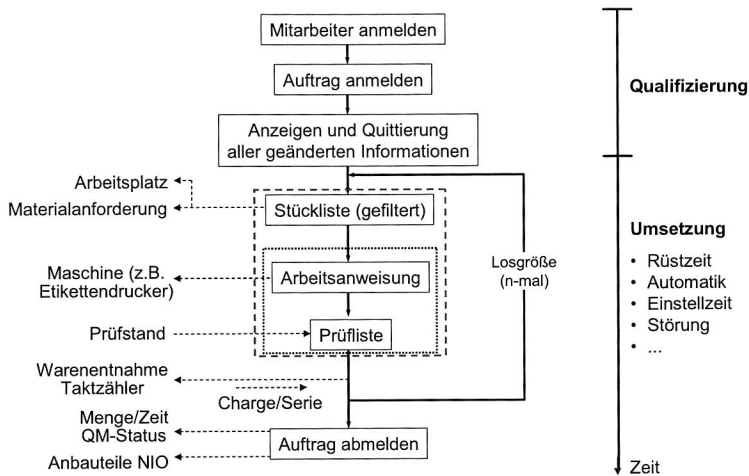 Mitarbeiter anmelden
Auftrag anmelden
Qualifizierung
Anzeigen und Quittierung
aller geänderten Informationen
Arbeitsplatz
Materialanforderung
Stückliste (gefiltert)
Maschine (z.B.
Etikettendrucker)
Arbeitsanweisung
Prüfstand
Prüfliste
Losgröße
(n-mal)
Umsetzung
• Rüstzeit
• Automatik
• Einstellzeit
• Störung
• ...
Warenentnahme
Taktzähler
Charge/Serie
Menge/Zeit
QM-Status
Auftrag abmelden
Anbauteile NIO
Zeit